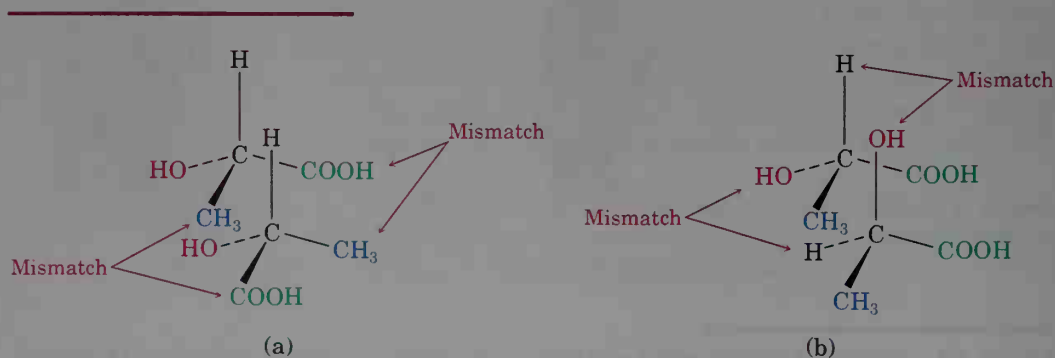 H
H
Mismatch
HO
C
COOH
CH₃
HO
C
CH₃
Mismatch
COOH
(a)
H
Mismatch
OH
HO
C
COOH
Mismatch
CH₃
H
C
COOH
CH₃
(b)